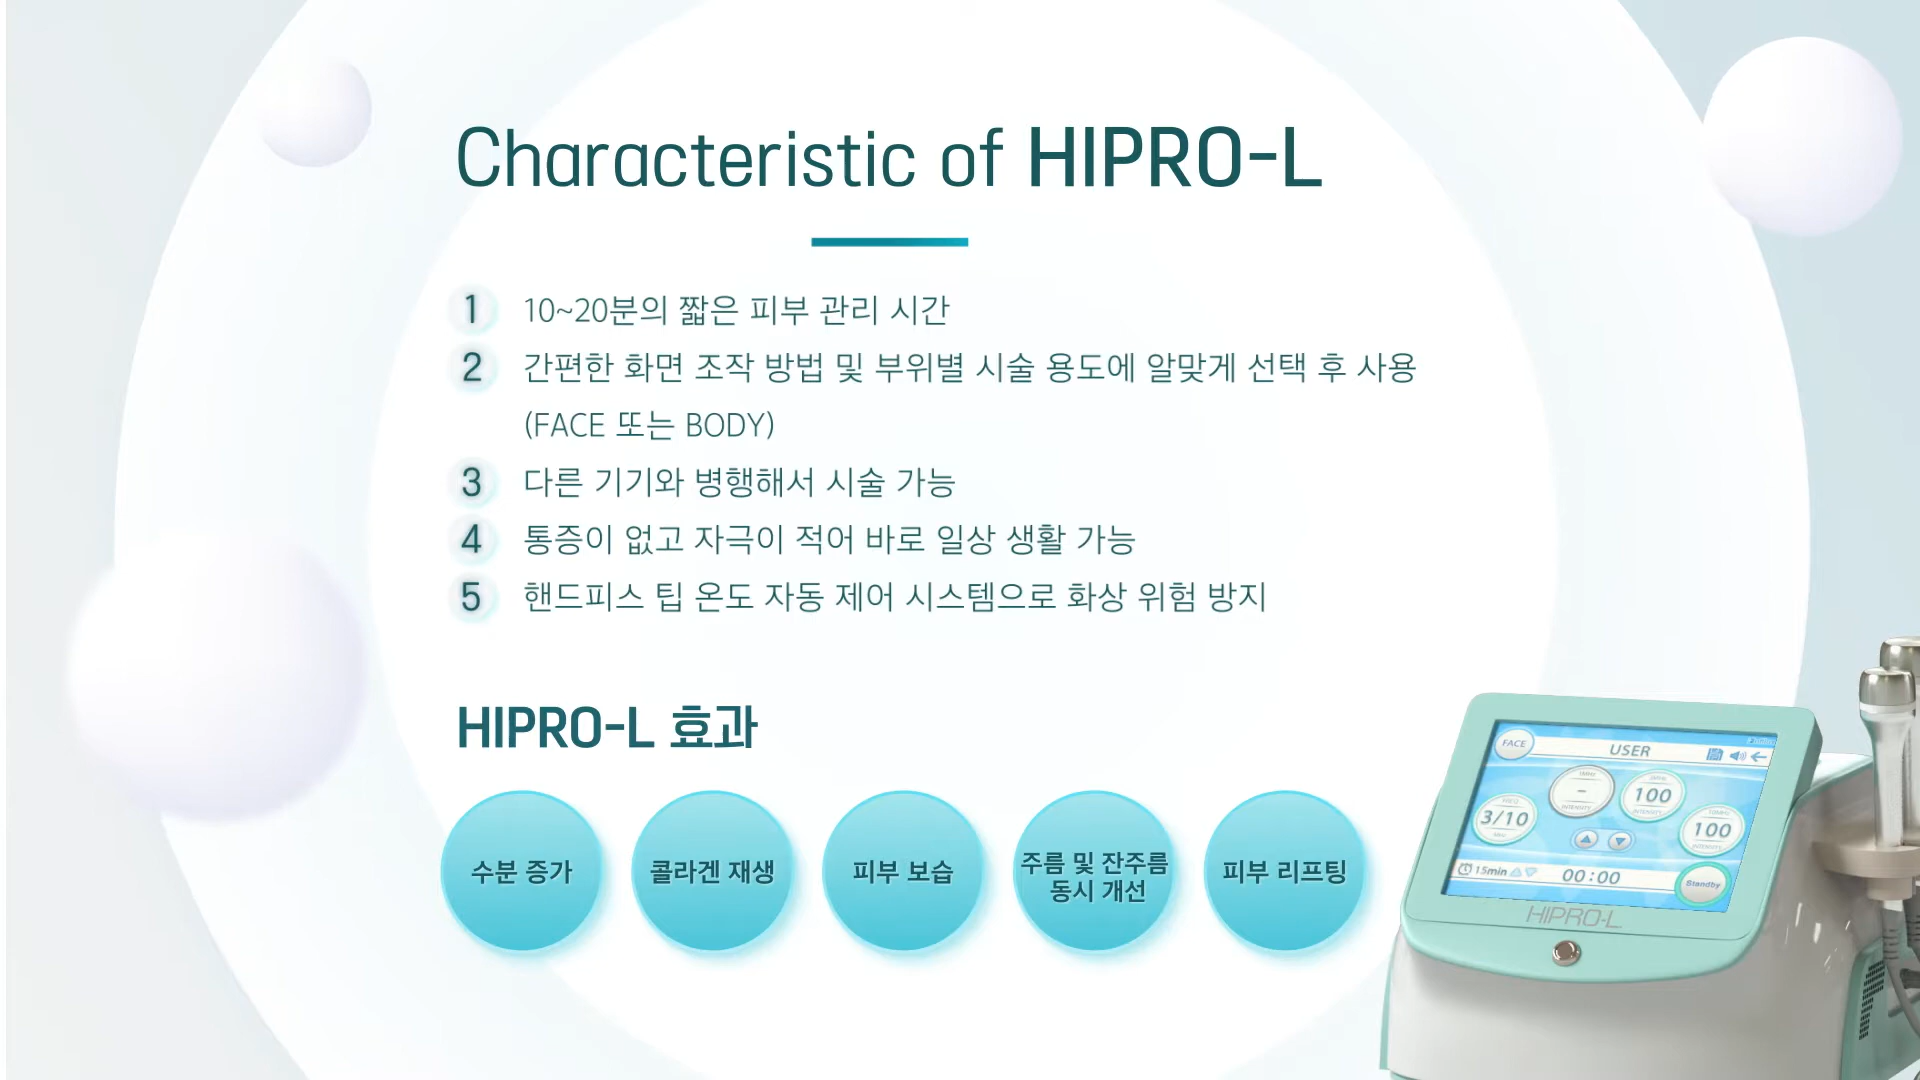 Characteristic of HIPRO-L
1 10~20분의 짧은 피부 관리 시간
2 간편한 화면 조작 방법 및 부위별 시술 용도에 알맞게 선택 후 사용
(FACE 또는 BODY)
3 다른 기기와 병행해서 시술 가능
4 통증이 없고 자극이 적어 바로 일상 생활 가능
5 핸드피스 팁 온도 자동 제어 시스템으로 화상 위험 방지
HIPRO-L 효과
수분 증가
콜라겐 재생
피부 보습
주름 및 잔주름
동시 개선
피부 리프팅
FACE
USER
-
INTENSITY
100
INTENSITY
3/10
100
INTENSITY
15min
00:00
Standby
HIPRO-L